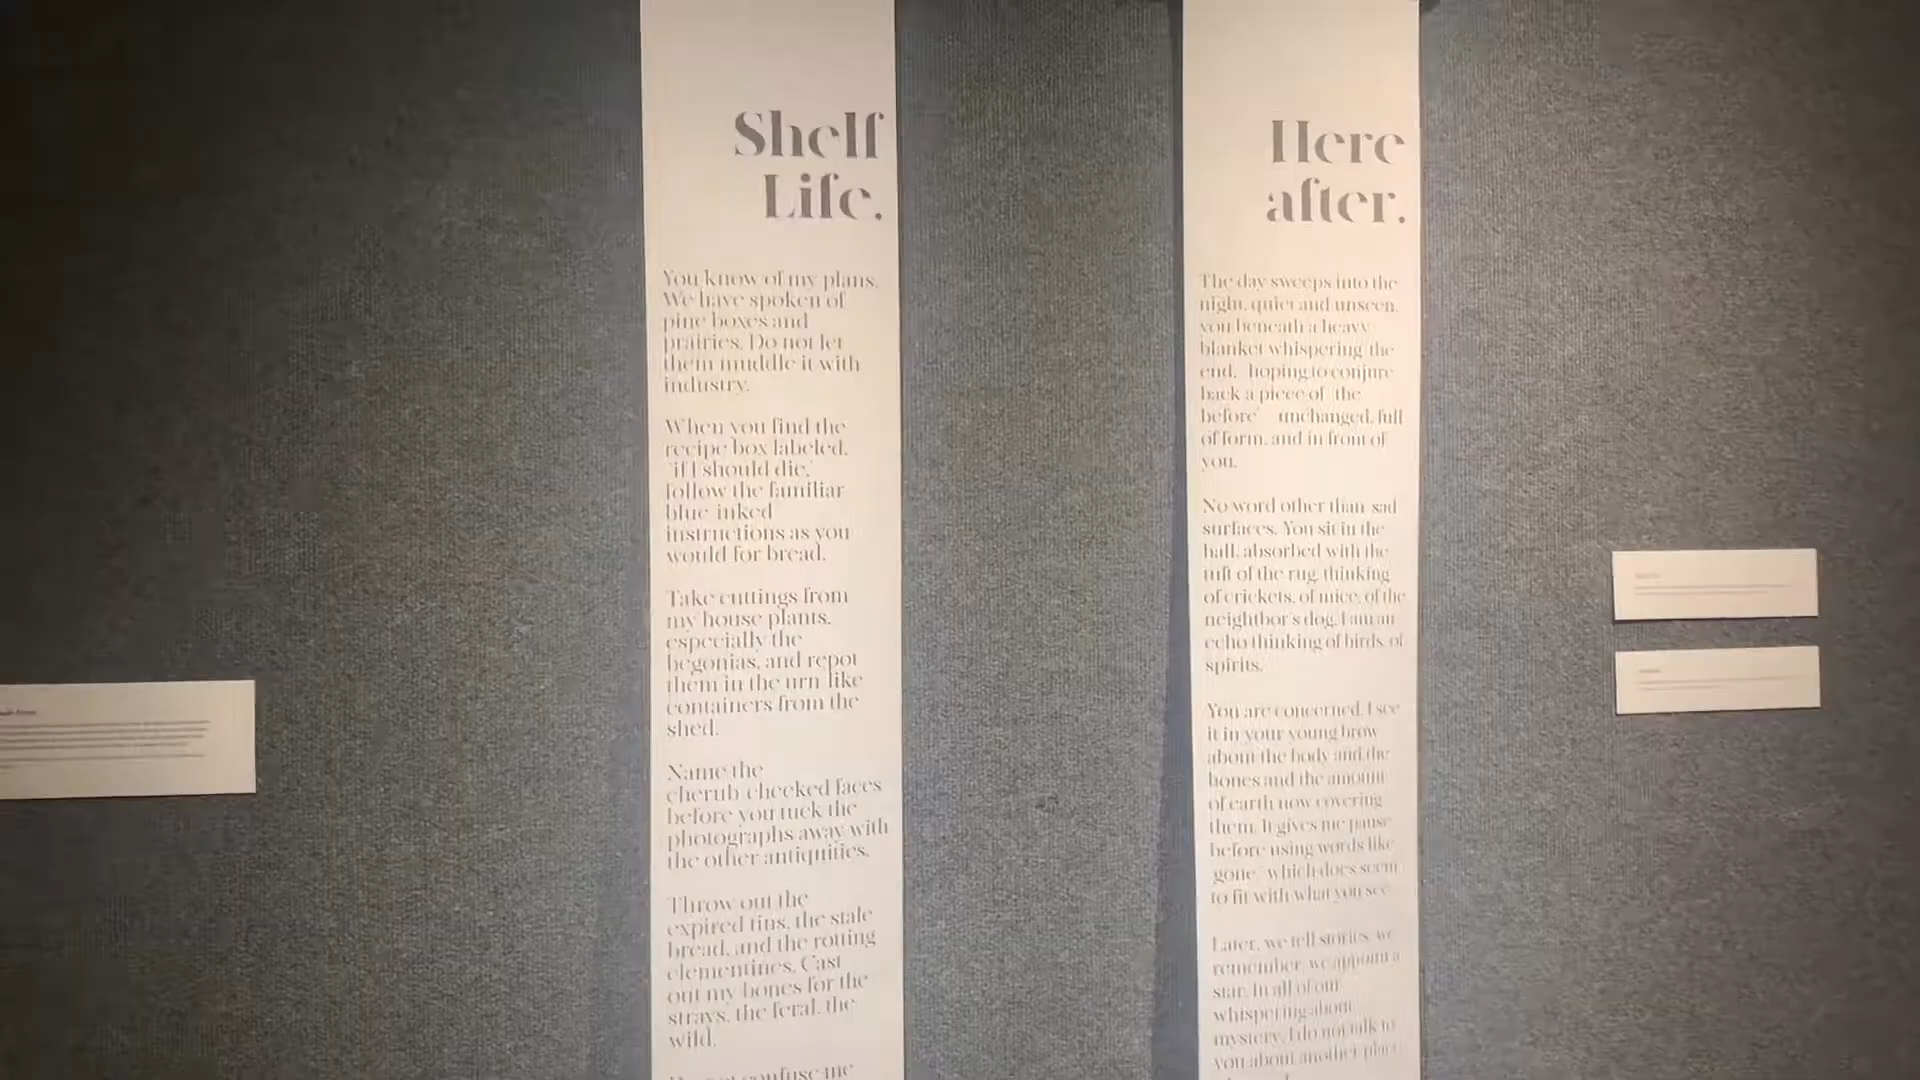 Shelf
Life.
You know of my plans.
We have spoken of
pine boxes and
prairies. Do not let
them muddle it with
industry.
When you find the
recipe box labeled,
'if I should die,'
follow the familiar
blue inked
instructions as you
would for bread.
Take cuttings from
my house plants,
especially the
begonias, and repot
them in the urn like
containers from the
shed.
Name the
cherub cheeked faces
before you tuck the
photographs away with
the other antiquities.
Throw out the
expired tins, the stale
bread, and the rotting
clementines. Cast
out my bones for the
strays, the feral, the
wild.
confuse me
Here
after.
The day sweeps into the
night, quiet and unseen,
you beneath a heavy
blanket whispering the
end, hoping to conjure
back a piece of 'the
before' unchanged, full
of form, and in front of
you.
No word other than sad
surfaces. You sit in the
hall, absorbed with the
tuft of the rug, thinking
of crickets, of mice, of the
neighbor's dog. I am an
echo thinking of birds, of
spirits.
You are concerned, I see
it in your young brow
about the body and the
bones and the amount
of earth now covering
them. It gives me pause
before using words like
'gone,' which does seem
to fit with what you see
Later, we tell stories, we
remember, we appoint a
star. In all of our
whispering about
mystery, I do not talk to
you about another place